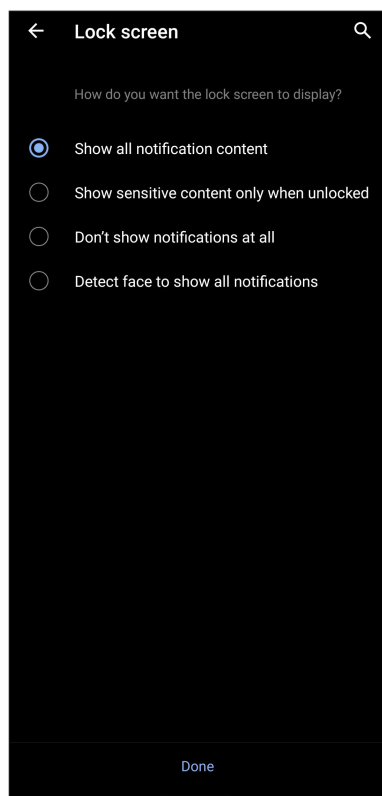 Lock screen
How do you want the lock screen to display?
Show all notification content
Show sensitive content only when unlocked
Don't show notifications at all
Detect face to show all notifications
Done